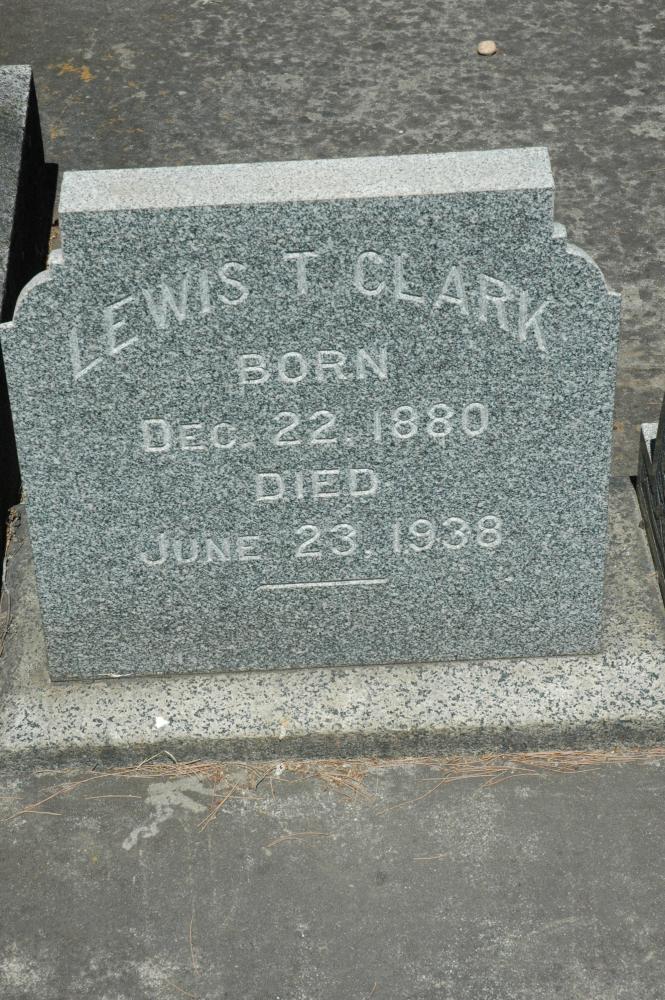 LEWIS T CLARK
BORN
DEC. 22. 1880
DIED
JUNE 23. 1938